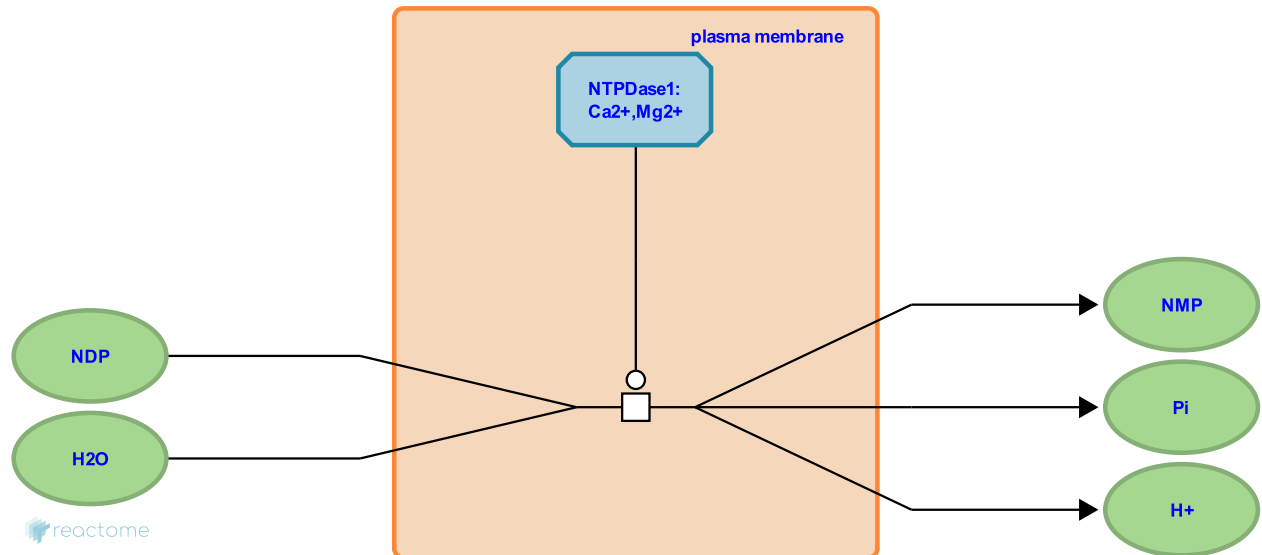 plasma membrane
NTPDase1:
Ca2+,Mg2+
NDP
H2O
NMP
Pi
H+
reactome